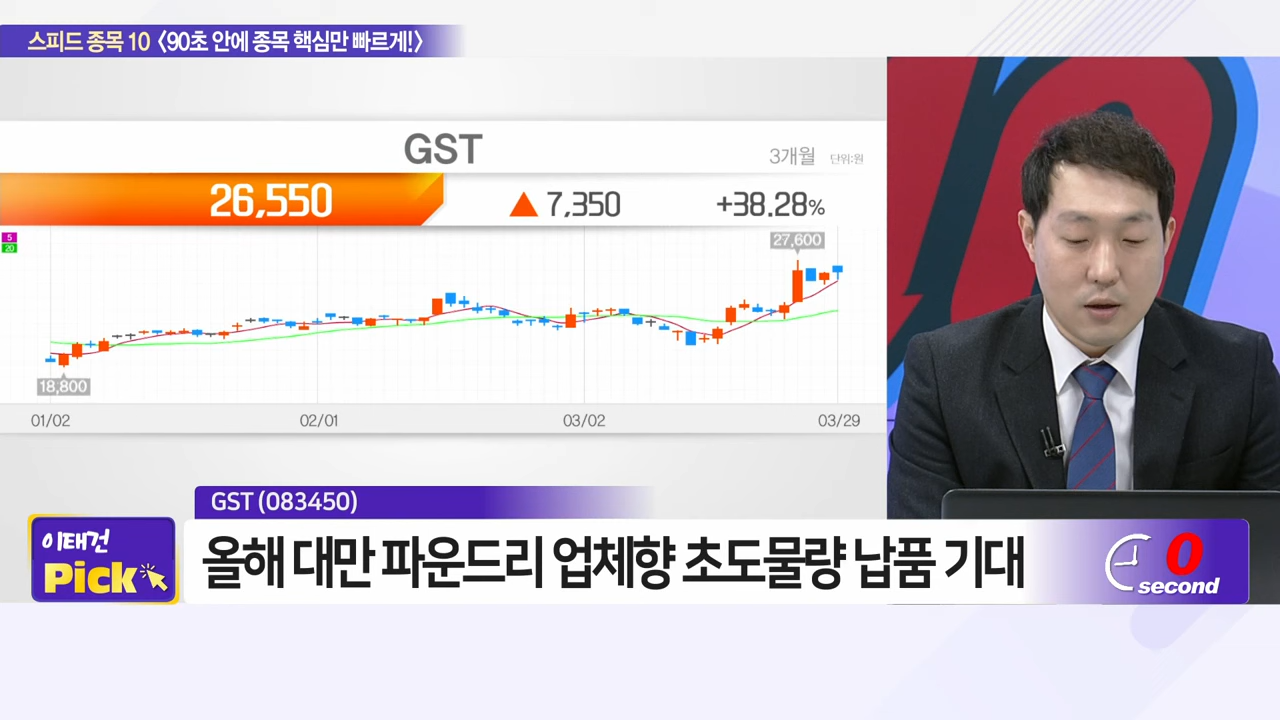 스피드 종목 10 〈90초 안에 종목 핵심만 빠르게!〉
GST
3개월 단위:원
26,550 ▲ 7,350 +38.28%
5
20
27,600
18,800
01/02 02/01 03/02 03/29
GST (083450)
이태건
Pick
올해 대만 파운드리 업체향 초도물량 납품 기대
0
second